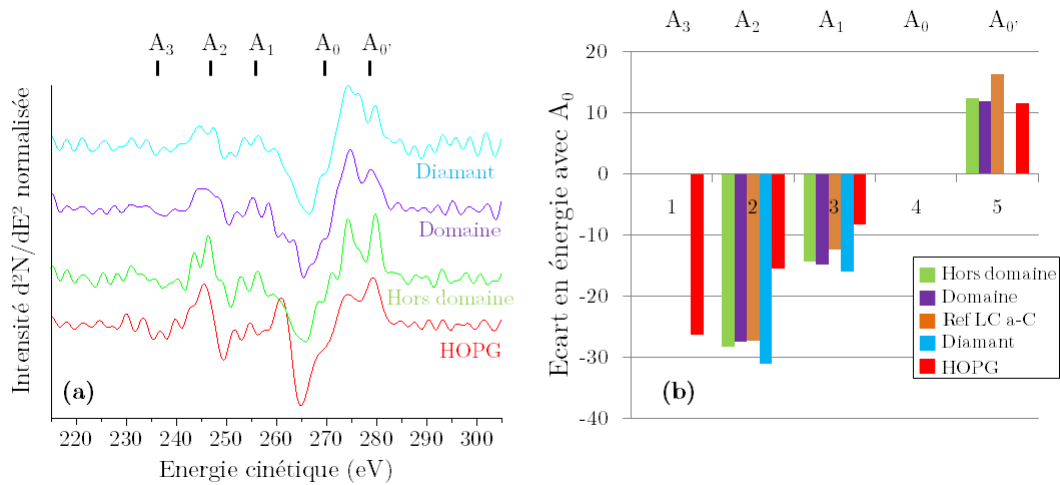 A3 A2 A1 A0 A0'
Intensité d²N/dE² normalisée
Diamant
Domaine
Hors domaine
HOPG
(a)
220 230 240 250 260 270 280 290 300
Energie cinétique (eV)
A3 A2 A1 A0 A0'
Ecart en énergie avec A0
20
10
0
-10
-20
-30
-40
1 2 3 4 5
Hors domaine
Domaine
Ref LC a-C
Diamant
HOPG
(b)